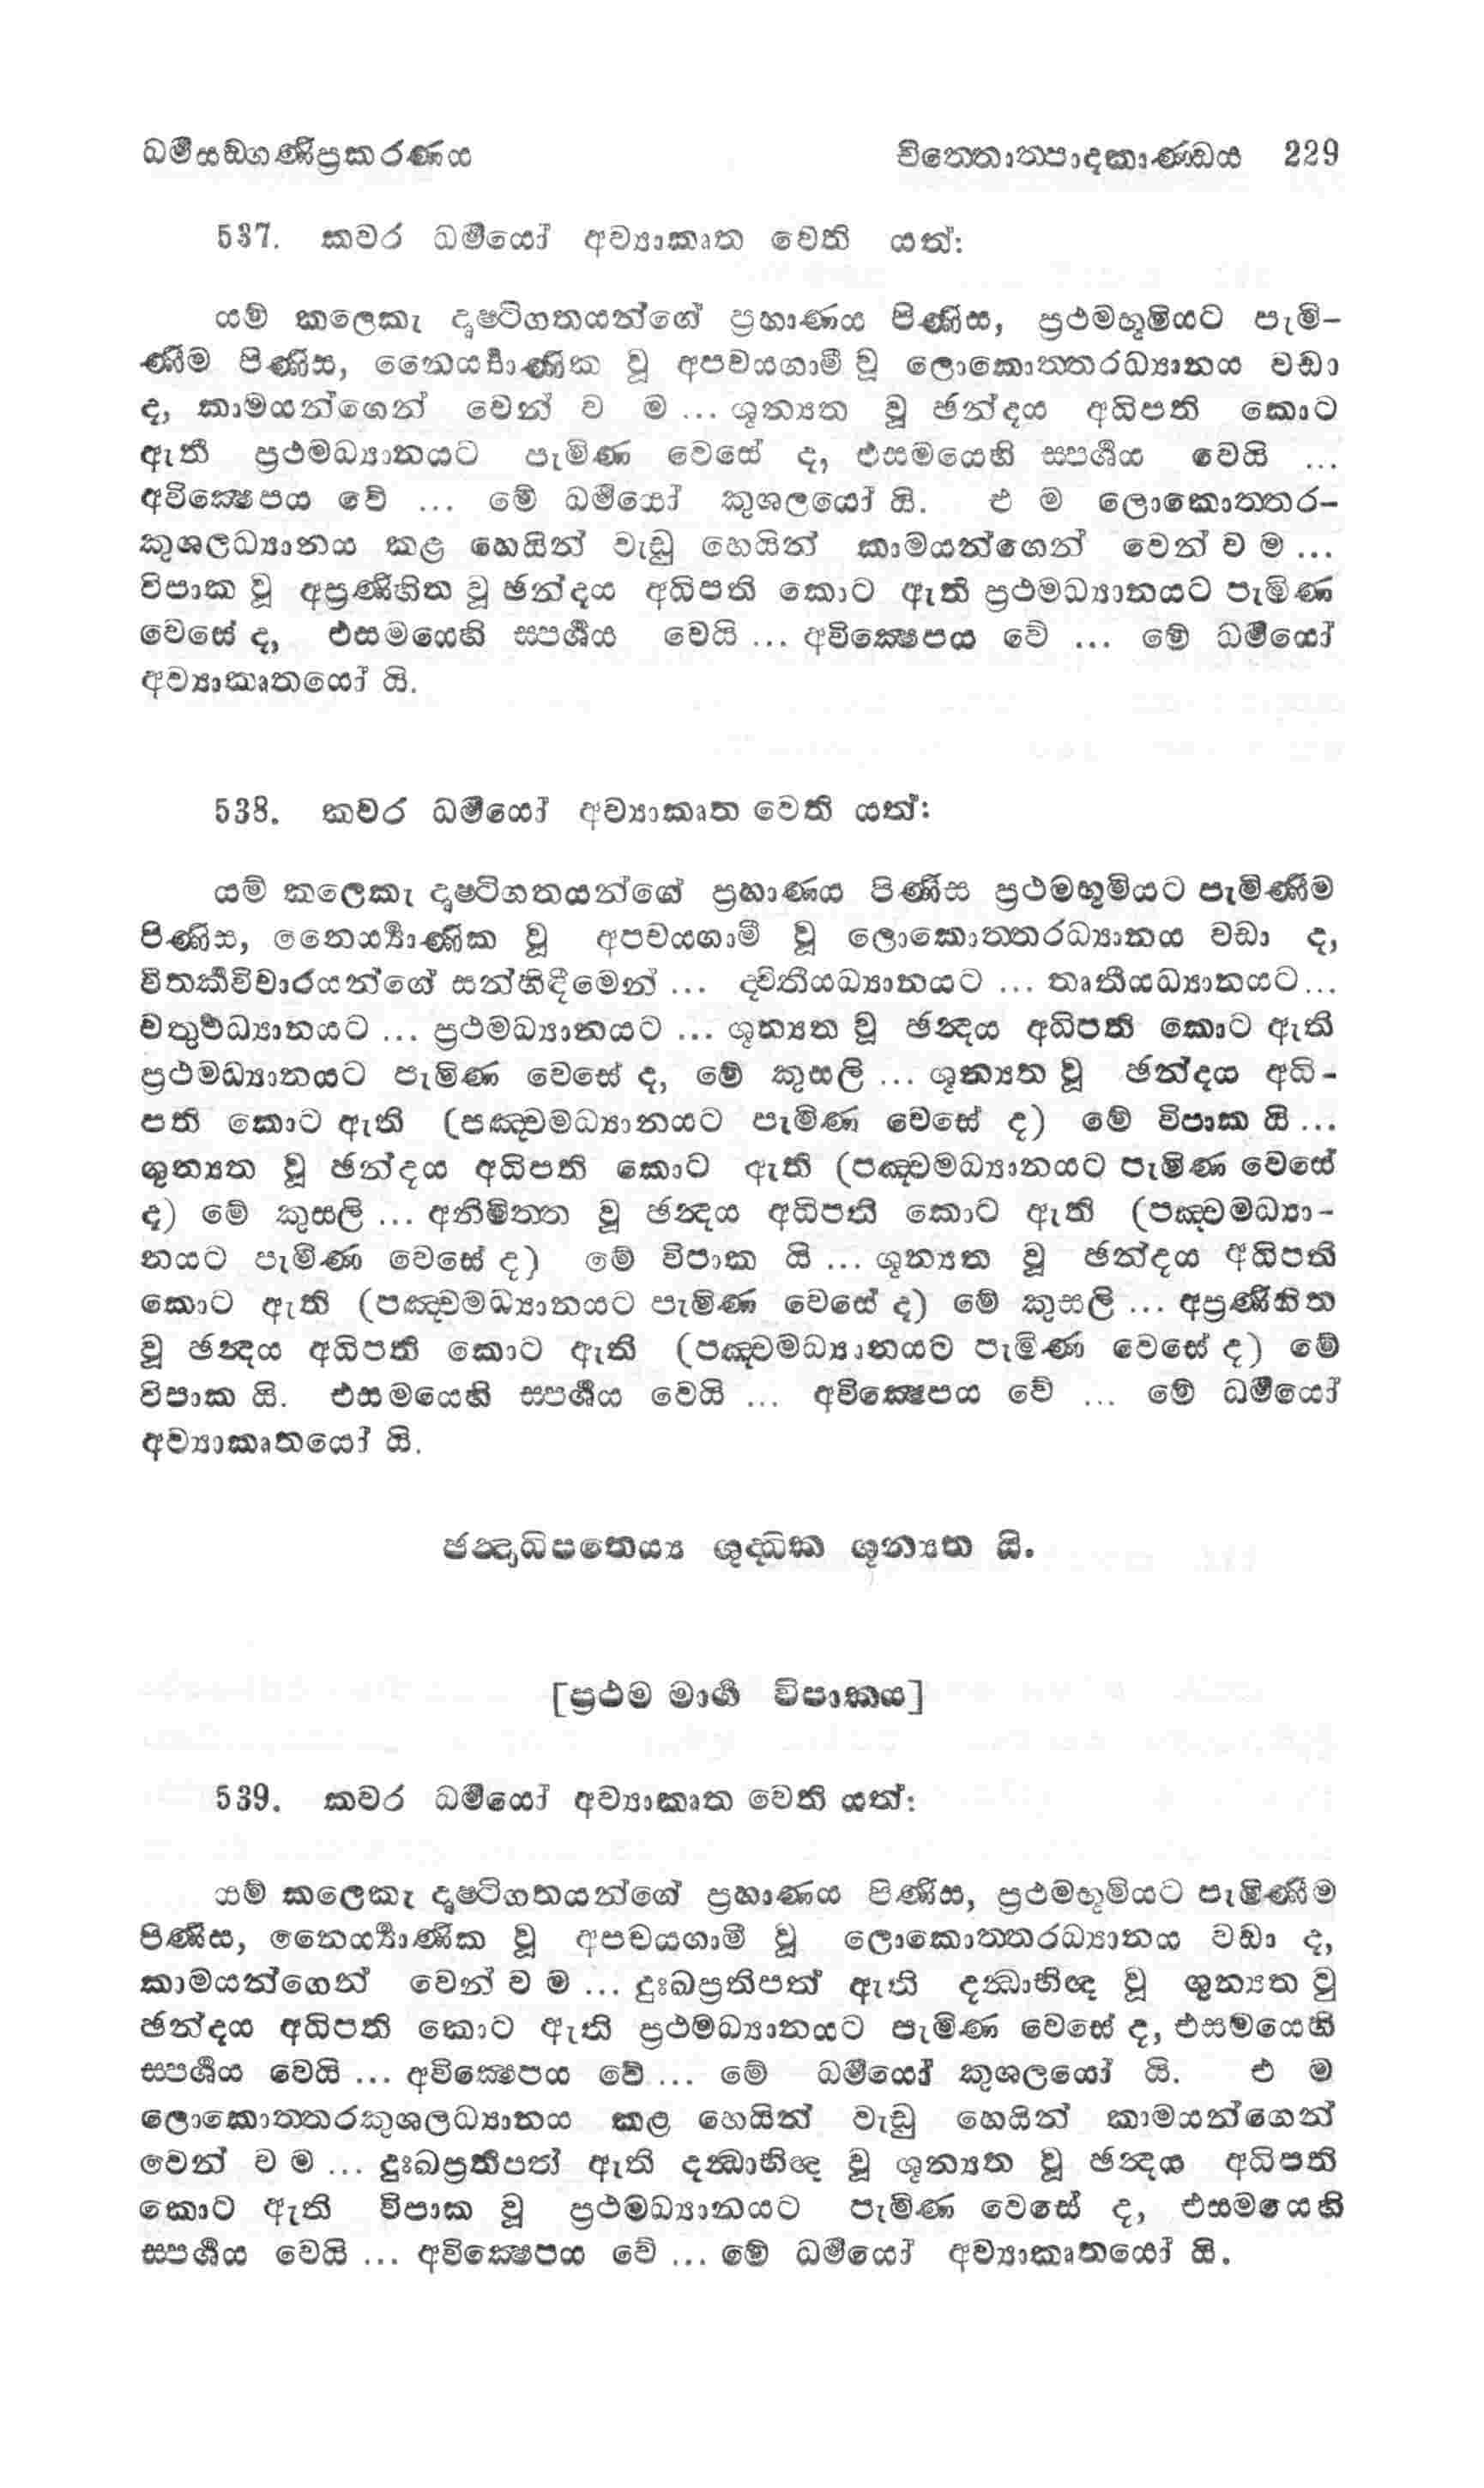 ධර්‍මසඞ්ගණිප්‍රකරණය චිත්තොත්පාදකාණ්ඩය 229
537. කවර ධර්‍මයෝ අව්‍යාකෘත වෙති යත්:
යම් කලෙකැ දෘෂ්ටිගතයන්ගේ ප්‍රහාණය පිණිස, ප්‍රථමභූමියට පැමි-
ණීම පිණිස, නෛර්‍ය්‍යාණික වූ අපචයගාමී වූ ලොකොත්තරධ්‍යානය වඩා
ද, කාමයන්ගෙන් වෙන් ව ම ... ශූන්‍යත වූ ඡන්දය අධිපති කොට
ඇති ප්‍රථමධ්‍යානයට පැමිණ වෙසේ ද, එසමයෙහි ස්පර්‍ශය වෙයි ...
අවික්‍ෂෙපය වේ ... මේ ධර්‍මයෝ කුශලයෝ යි. එ ම ලොකොත්තර-
කුශලධ්‍යානය කළ හෙයින් වැඩූ හෙයින් කාමයන්ගෙන් වෙන් ව ම ...
විපාක වූ අප්‍රණිහිත වූ ඡන්දය අධිපති කොට ඇති ප්‍රථමධ්‍යානයට පැමිණ
වෙසේ ද, එසමයෙහි ස්පර්‍ශය වෙයි ... අවික්‍ෂෙපය වේ ... මේ ධර්‍මයෝ
අව්‍යාකෘතයෝ යි.
538. කවර ධර්‍මයෝ අව්‍යාකෘත වෙති යත්:
යම් කලෙකැ දෘෂ්ටිගතයන්ගේ ප්‍රහාණය පිණිස ප්‍රථමභූමියට පැමිණීම
පිණිස, නෛර්‍ය්‍යාණික වූ අපචයගාමී වූ ලොකොත්තරධ්‍යානය වඩා ද,
විතර්‍කවිචාරයන්ගේ සන්හිඳීමෙන් ... ද්විතීයධ්‍යානයට ... තෘතීයධ්‍යානයට ...
චතුර්‍ථධ්‍යානයට ... ප්‍රථමධ්‍යානයට ... ශූන්‍යත වූ ඡන්‍දය අධිපති කොට ඇති
ප්‍රථමධ්‍යානයට පැමිණ වෙසේ ද, මේ කුසලි ... ශූන්‍යත වූ ඡන්දය අධි-
පති කොට ඇති (පඤ්චමධ්‍යානයට පැමිණ වෙසේ ද) මේ විපාක යි ...
ශූන්‍යත වූ ඡන්දය අධිපති කොට ඇති (පඤ්චමධ්‍යානයට පැමිණ වෙසේ
ද) මේ කුසලි ... අනිමිත්ත වූ ඡන්‍දය අධිපති කොට ඇති (පඤ්චමධ්‍යා-
නයට පැමිණ වෙසේ ද) මේ විපාක යි ... ශූන්‍යත වූ ඡන්දය අධිපති
කොට ඇති (පඤ්චමධ්‍යානයට පැමිණ වෙසේ ද) මේ කුසලි ... අප්‍රණිහිත
වූ ඡන්‍දය අධිපති කොට ඇති (පඤ්චමධ්‍යානයට පැමිණ වෙසේ ද) මේ
විපාක යි. එසමයෙහි ස්පර්‍ශය වෙයි ... අවික්‍ෂෙපය වේ ... මේ ධර්‍මයෝ
අව්‍යාකෘතයෝ යි.
ඡන්‍දාධිපතෙය්‍ය ශුද්ධික ශූන්‍යත යි.
[ප්‍රථම මාර්‍ග විපාකය]
539. කවර ධර්‍මයෝ අව්‍යාකෘත වෙති යත්:
යම් කලෙකැ දෘෂ්ටිගතයන්ගේ ප්‍රහාණය පිණිස, ප්‍රථමභූමියට පැමිණීම
පිණිස, නෛර්‍ය්‍යාණික වූ අපචයගාමී වූ ලොකොත්තරධ්‍යානය වඩා ද,
කාමයන්ගෙන් වෙන් ව ම ... දුඃඛප්‍රතිපත් ඇති දන්‍ධාභිඥ වූ ශූන්‍යත වූ
ඡන්දය අධිපති කොට ඇති ප්‍රථමධ්‍යානයට පැමිණ වෙසේ ද, එසමයෙහි
ස්පර්‍ශය වෙයි ... අවික්‍ෂෙපය වේ ... මේ ධර්‍මයෝ කුශලයෝ යි. එ ම
ලොකොත්තරකුශලධ්‍යානය කළ හෙයින් වැඩූ හෙයින් කාමයන්ගෙන්
වෙන් ව ම ... දුඃඛප්‍රතිපත් ඇති දන්‍ධාභිඥ වූ ශූන්‍යත වූ ඡන්‍දය අධිපති
කොට ඇති විපාක වූ ප්‍රථමධ්‍යානයට පැමිණ වෙසේ ද, එසමයෙහි
ස්පර්‍ශය වෙයි ... අවික්‍ෂෙපය වේ ... මේ ධර්‍මයෝ අව්‍යාකෘතයෝ යි.